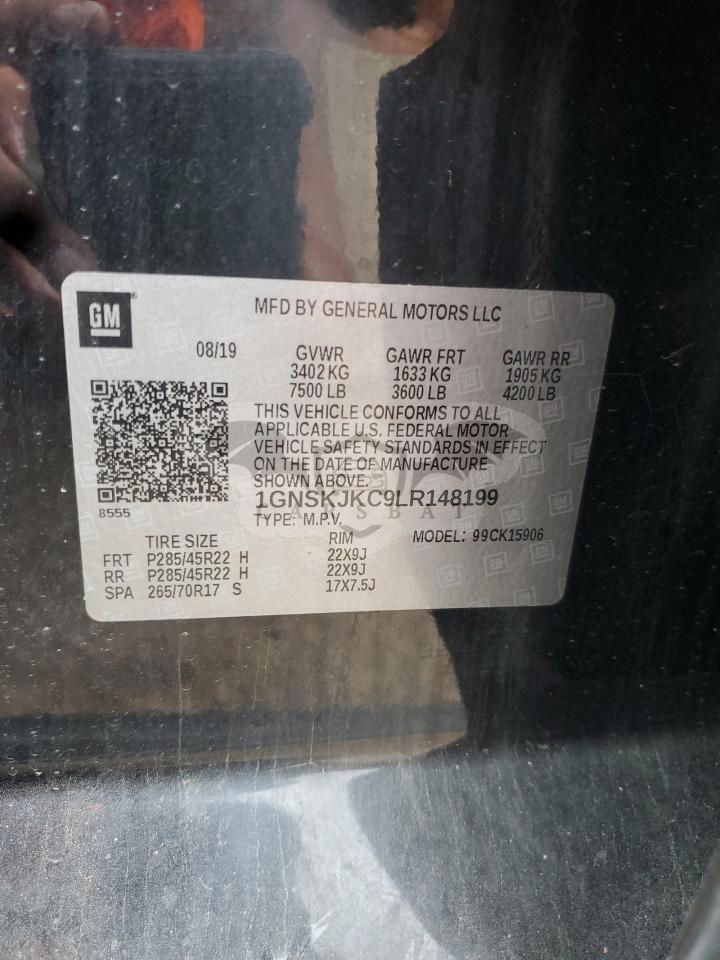 GM
MFD BY GENERAL MOTORS LLC
08/19 GVWR GAWR FRT GAWR RR
3402 KG 1633 KG 1905 KG
7500 LB 3600 LB 4200 LB
THIS VEHICLE CONFORMS TO ALL
APPLICABLE U.S. FEDERAL MOTOR
VEHICLE SAFETY STANDARDS IN EFFECT
ON THE DATE OF MANUFACTURE
SHOWN ABOVE.
1GNSKJKC9LR148199
8555
TYPE: M.P.V. MODEL: 99CK15906
TIRE SIZE RIM
FRT P285/45R22 H 22X9J
RR P285/45R22 H 22X9J
SPA 265/70R17 S 17X7.5J